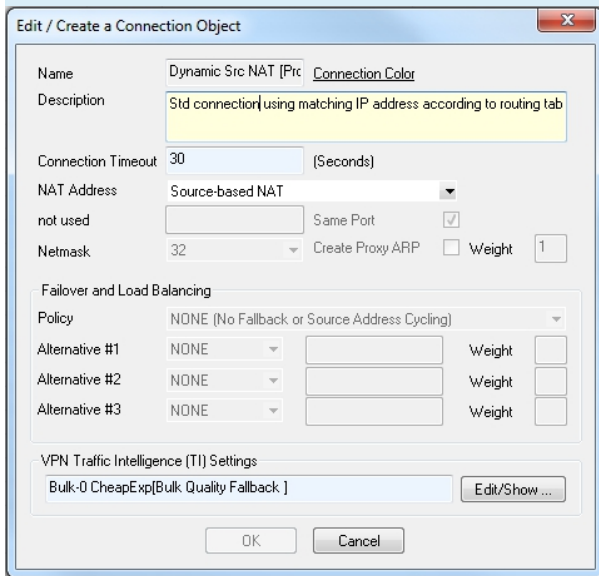 Edit / Create a Connection Object
Name Dynamic Src NAT [Prc Connection Color
Description Std connection using matching IP address according to routing tab
Connection Timeout 30 (Seconds)
NAT Address Source-based NAT
not used Same Port
Netmask 32 Create Proxy ARP Weight 1
Failover and Load Balancing
Policy NONE (No Fallback or Source Address Cycling)
Alternative #1 NONE Weight
Alternative #2 NONE Weight
Alternative #3 NONE Weight
VPN Traffic Intelligence (TI) Settings
Bulk-0 CheapExp[Bulk Quality Fallback ] Edit/Show ...
OK Cancel